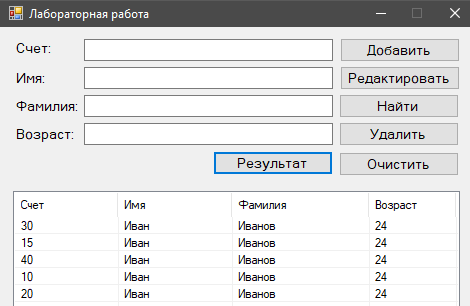 Лабораторная работа
Счет: Добавить
Имя: Редактировать
Фамилия: Найти
Возраст: Удалить
Результат Очистить
Счет Имя Фамилия Возраст
30 Иван Иванов 24
15 Иван Иванов 24
40 Иван Иванов 24
10 Иван Иванов 24
20 Иван Иванов 24